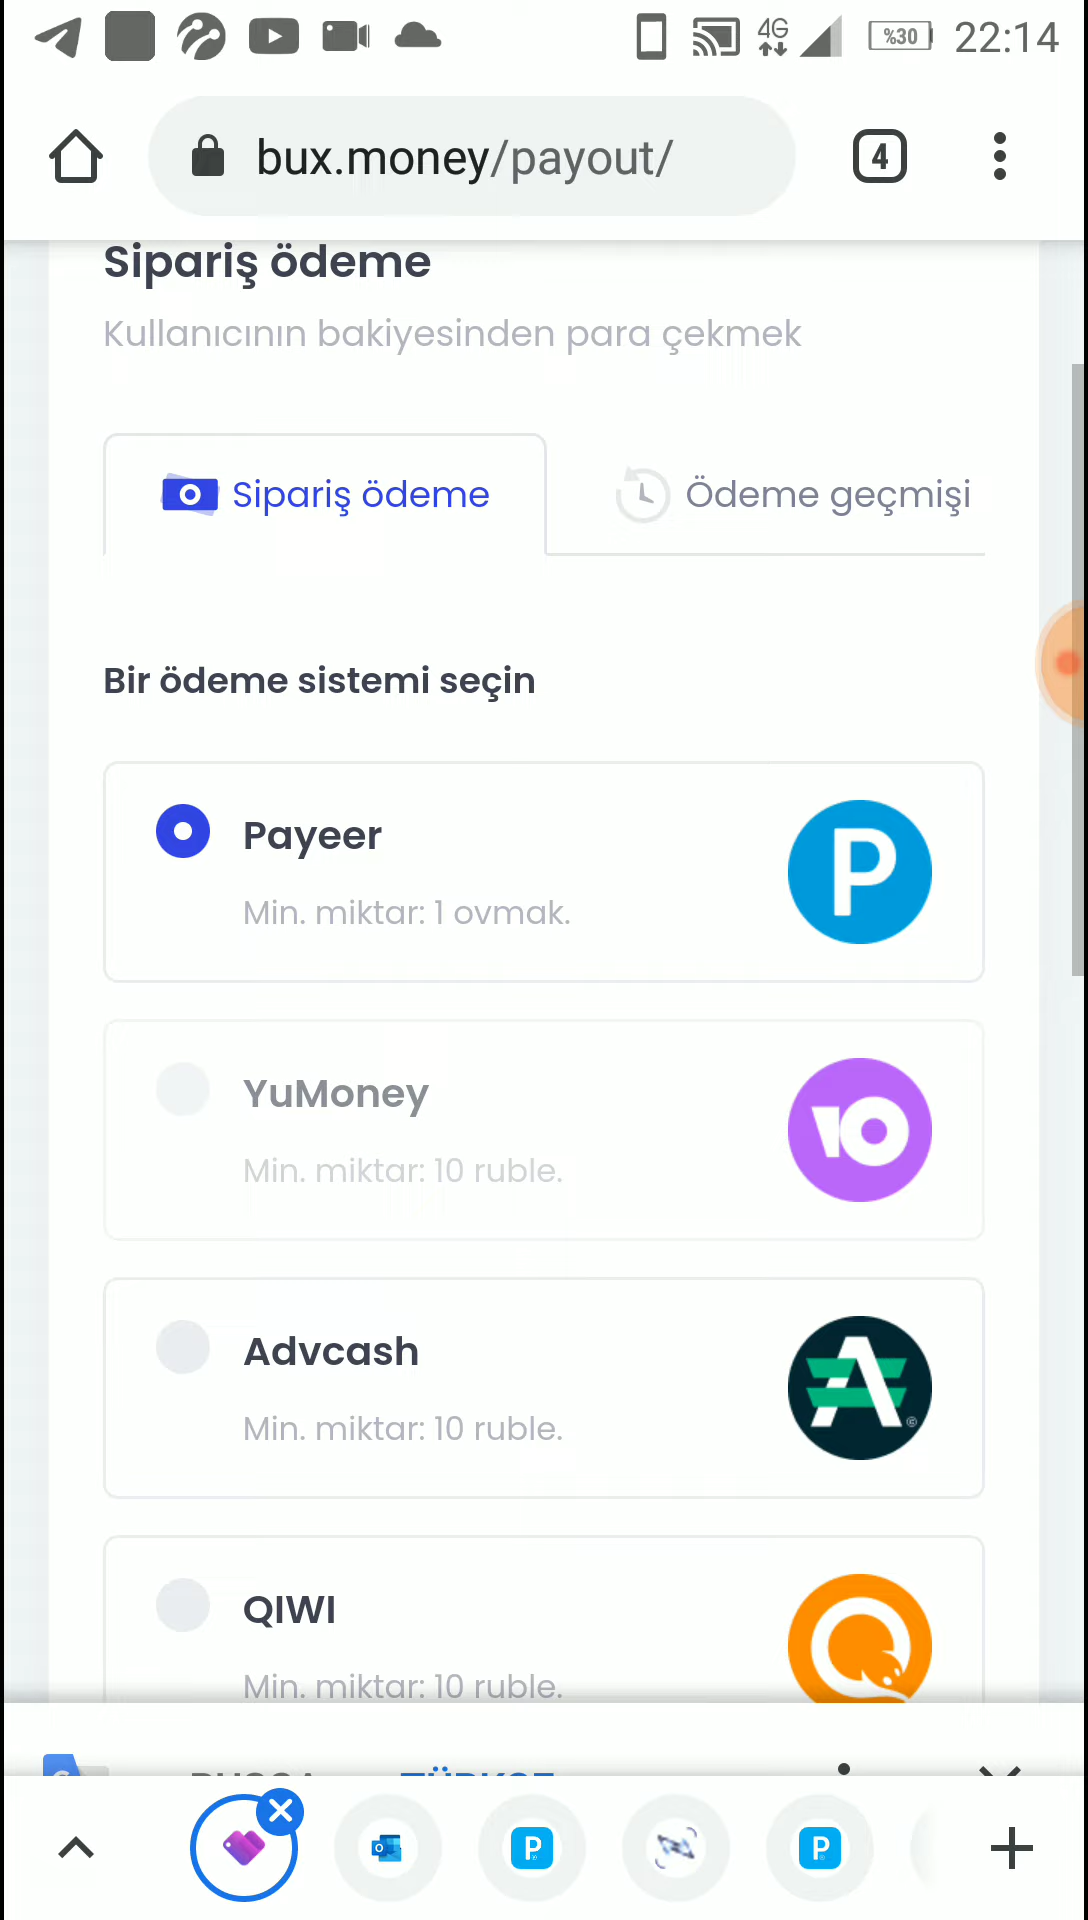 4G
%30
22:14
bux.money/payout/
4
Sipariş ödeme
Kullanıcının bakiyesinden para çekmek
Sipariş ödeme
Ödeme geçmişi
Bir ödeme sistemi seçin
Payeer
Min. miktar: 1 ovmak.
YuMoney
Min. miktar: 10 ruble.
Advcash
Min. miktar: 10 ruble.
QIWI
Min. miktar: 10 ruble.